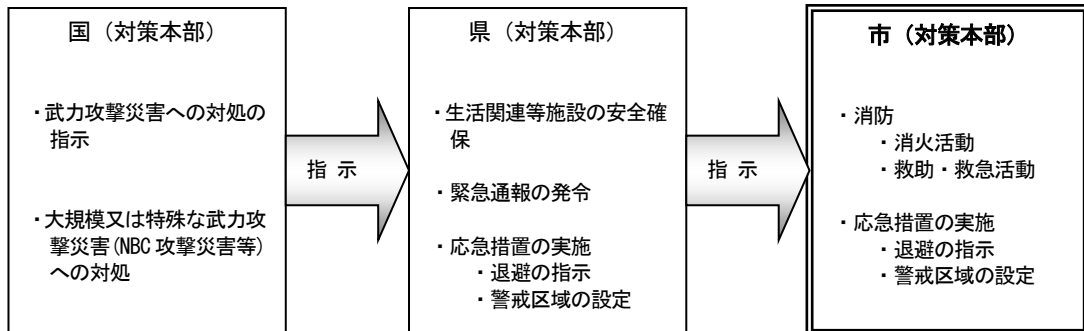 国（対策本部）
・武力攻撃災害への対処の
指示
・大規模又は特殊な武力攻
撃災害(NBC 攻撃災害等)
への対処
指 示
県（対策本部）
・生活関連等施設の安全確
保
・緊急通報の発令
・応急措置の実施
・退避の指示
・警戒区域の設定
指 示
市（対策本部）
・消防
・消火活動
・救助・救急活動
・応急措置の実施
・退避の指示
・警戒区域の設定